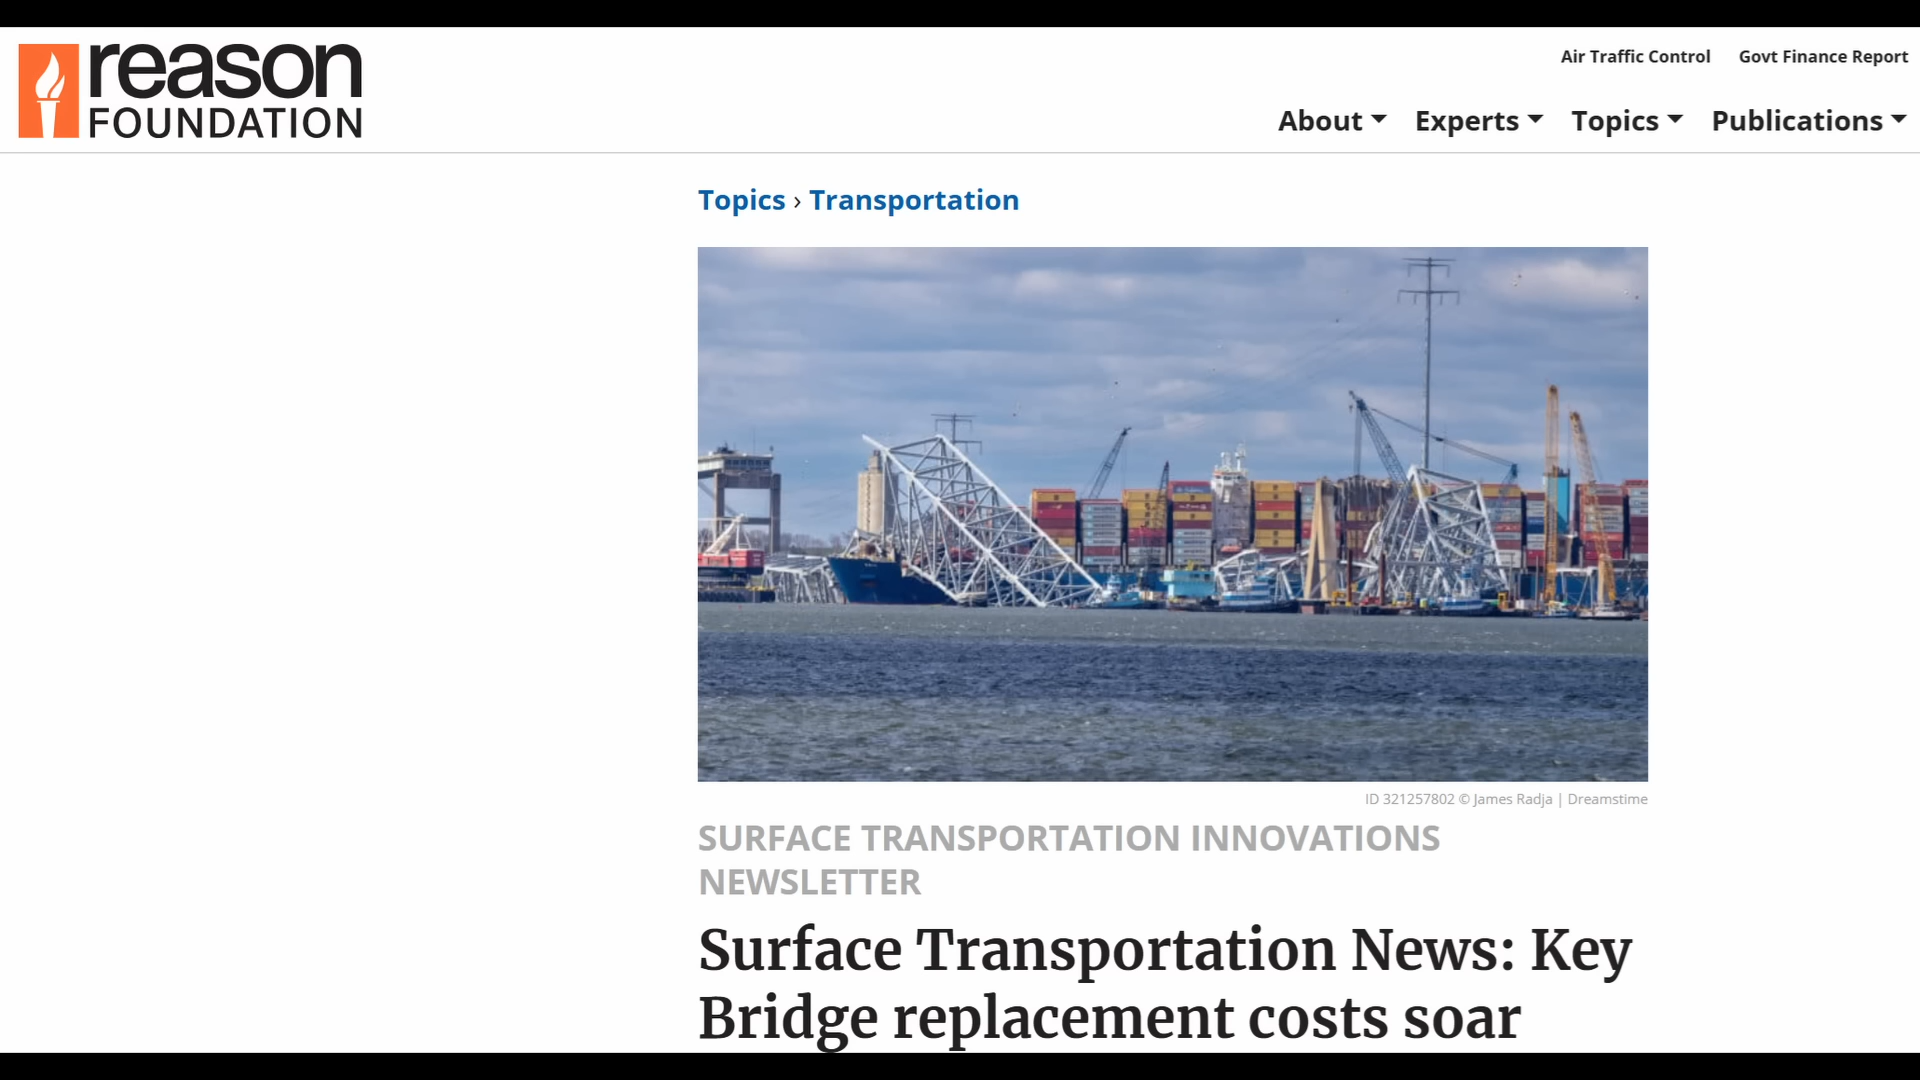 reason
FOUNDATION
Air Traffic Control Govt Finance Report
About Experts Topics Publications
Topics › Transportation
ID 321257802 © James Radja | Dreamstime
SURFACE TRANSPORTATION INNOVATIONS
NEWSLETTER
Surface Transportation News: Key
Bridge replacement costs soar